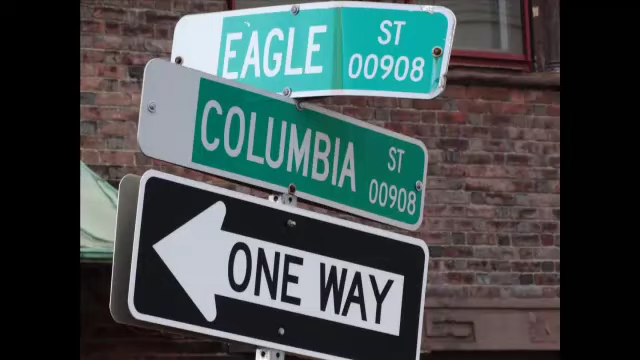 EAGLE ST
00908
COLUMBIA ST
00908
ONE WAY